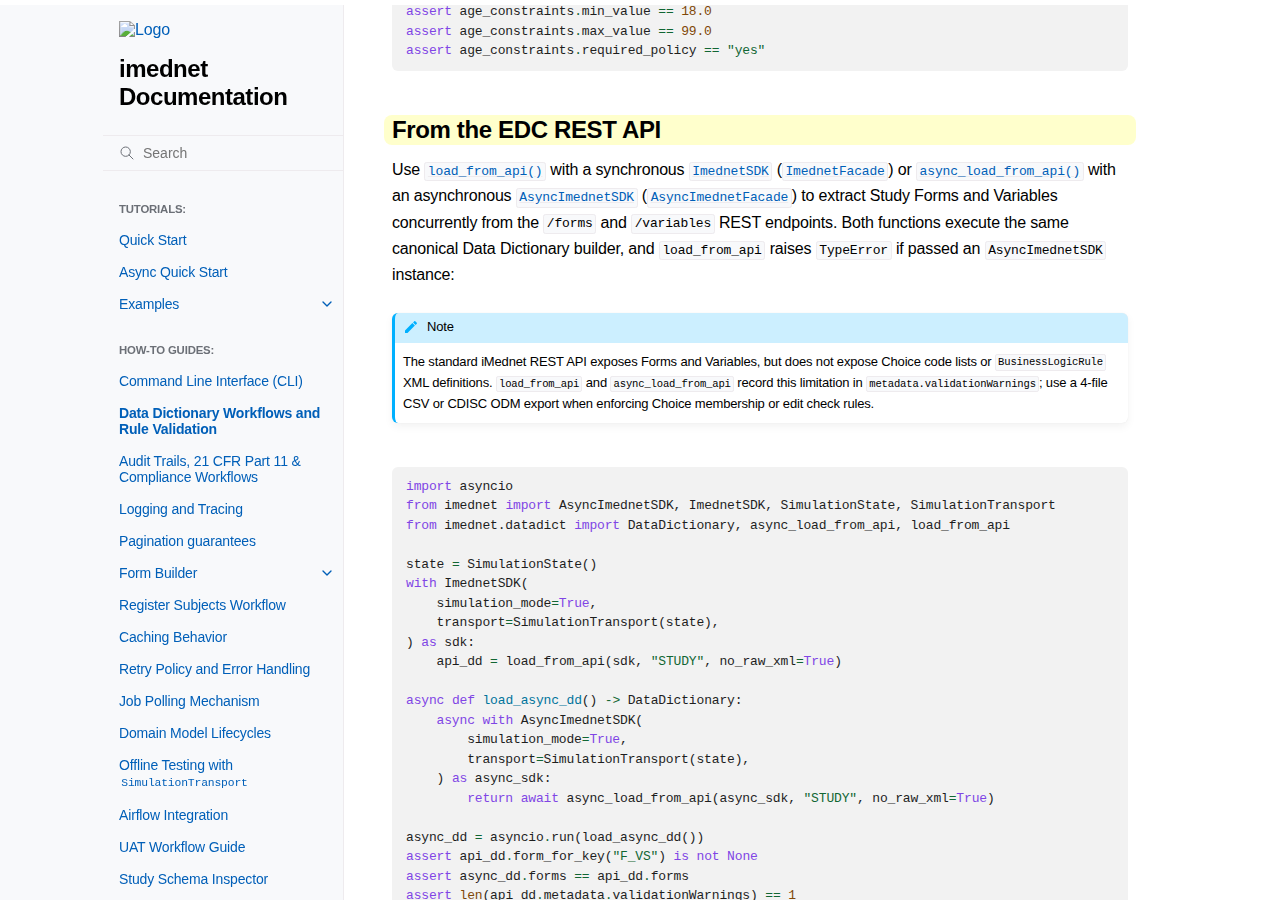 Logo
imednet
Documentation
Search
TUTORIALS:
Quick Start
Async Quick Start
Examples
HOW-TO GUIDES:
Command Line Interface (CLI)
Data Dictionary Workflows and
Rule Validation
Audit Trails, 21 CFR Part 11 &
Compliance Workflows
Logging and Tracing
Pagination guarantees
Form Builder
Register Subjects Workflow
Caching Behavior
Retry Policy and Error Handling
Job Polling Mechanism
Domain Model Lifecycles
Offline Testing with
SimulationTransport
Airflow Integration
UAT Workflow Guide
Study Schema Inspector
assert age_constraints.min_value == 18.0
assert age_constraints.max_value == 99.0
assert age_constraints.required_policy == "yes"
From the EDC REST API
Use load_from_api() with a synchronous ImednetSDK (ImednetFacade) or async_load_from_api() with
an asynchronous AsyncImednetSDK (AsyncImednetFacade) to extract Study Forms and Variables
concurrently from the /forms and /variables REST endpoints. Both functions execute the same
canonical Data Dictionary builder, and load_from_api raises TypeError if passed an AsyncImednetSDK
instance:
Note
The standard iMednet REST API exposes Forms and Variables, but does not expose Choice code lists or BusinessLogicRule
XML definitions. load_from_api and async_load_from_api record this limitation in metadata.validationWarnings; use a 4-file
CSV or CDISC ODM export when enforcing Choice membership or edit check rules.
import asyncio
from imednet import AsyncImednetSDK, ImednetSDK, SimulationState, SimulationTransport
from imednet.datadict import DataDictionary, async_load_from_api, load_from_api
state = SimulationState()
with ImednetSDK(
    simulation_mode=True,
    transport=SimulationTransport(state),
) as sdk:
    api_dd = load_from_api(sdk, "STUDY", no_raw_xml=True)
async def load_async_dd() -> DataDictionary:
    async with AsyncImednetSDK(
        simulation_mode=True,
        transport=SimulationTransport(state),
    ) as async_sdk:
        return await async_load_from_api(async_sdk, "STUDY", no_raw_xml=True)
async_dd = asyncio.run(load_async_dd())
assert api_dd.form_for_key("F_VS") is not None
assert async_dd.forms == api_dd.forms
assert len(api_dd.metadata.validationWarnings) == 1